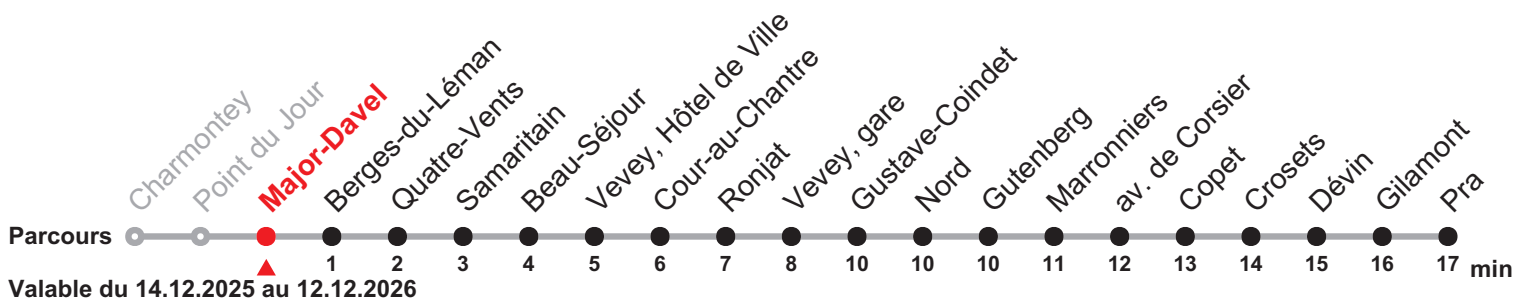 Charmontey
Point du Jour
Major-Davel
Berges-du-Léman
Quatre-Vents
Samaritain
Beau-Séjour
Vevey, Hôtel de Ville
Cour-au-Chantre
Ronjat
Vevey, gare
Gustave-Coindet
Nord
Gutenberg
Marronniers
av. de Corsier
Copet
Crosets
Dévin
Gilamont
Pra
Parcours
1 2 3 4 5 6 7 8 10 10 10 11 12 13 14 15 16 17 min
Valable du 14.12.2025 au 12.12.2026